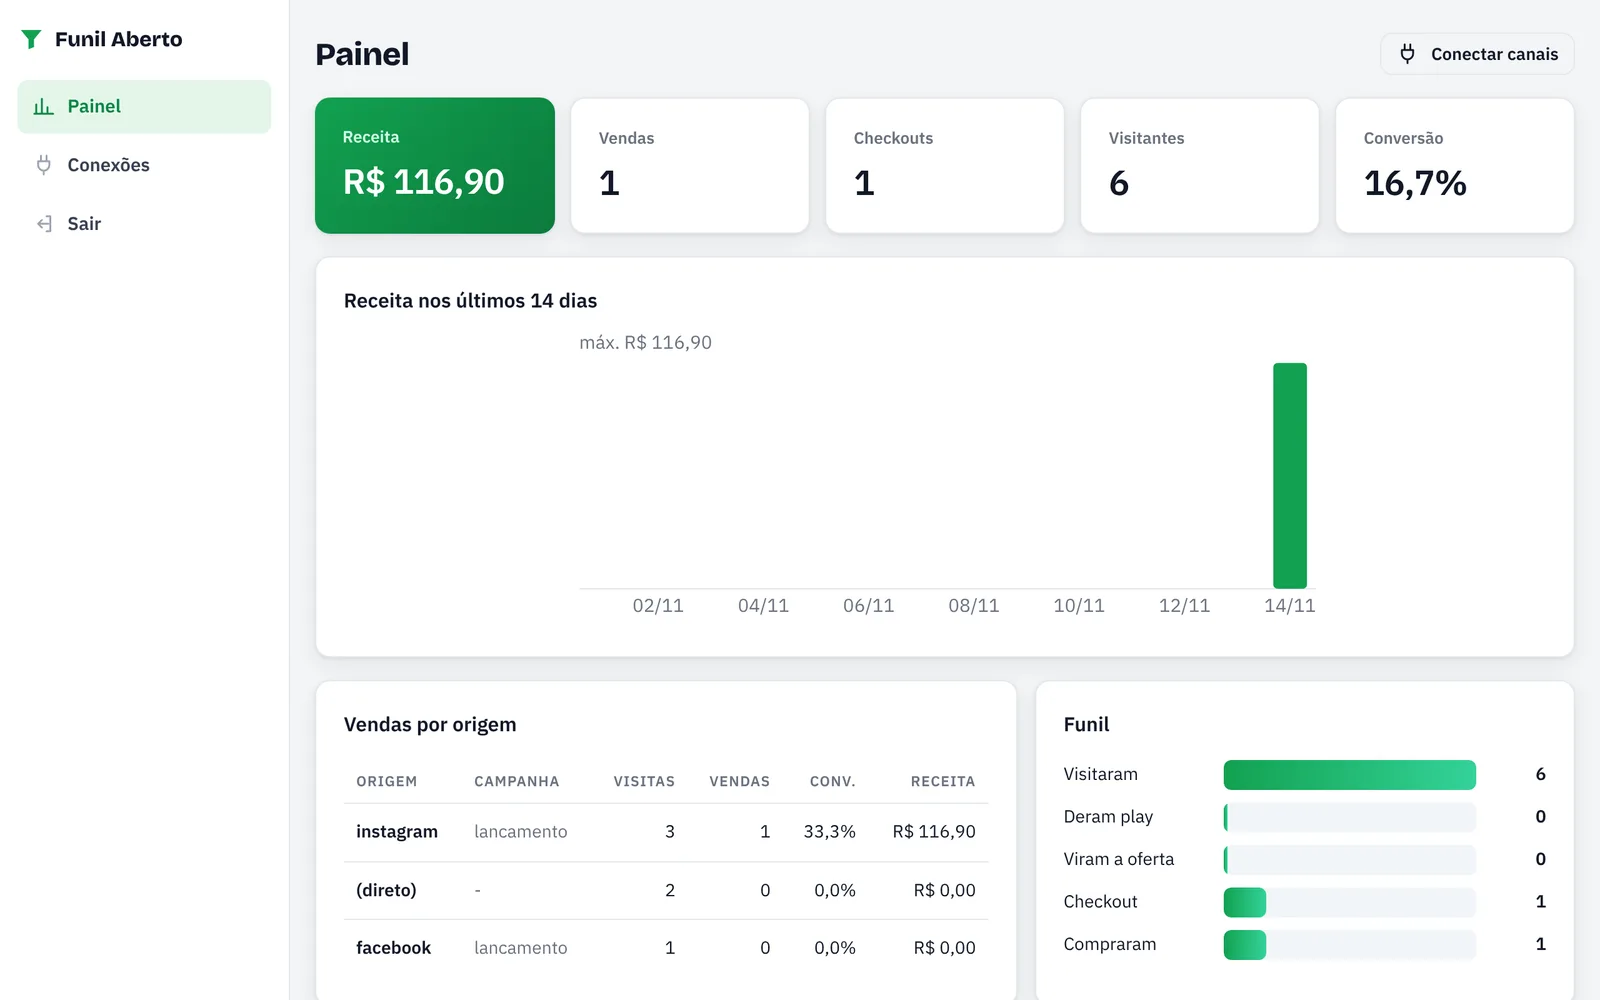 Funil Aberto
Painel
Conexões
Sair
Painel
Conectar canais
Receita
R$ 116,90
Vendas
1
Checkouts
1
Visitantes
6
Conversão
16,7%
Receita nos últimos 14 dias
máx. R$ 116,90
02/11 04/11 06/11 08/11 10/11 12/11 14/11
Vendas por origem
ORIGEM CAMPANHA VISITAS VENDAS CONV. RECEITA
instagram lancamento 3 1 33,3% R$ 116,90
(direto) - 2 0 0,0% R$ 0,00
facebook lancamento 1 0 0,0% R$ 0,00
Funil
Visitaram 6
Deram play 0
Viram a oferta 0
Checkout 1
Compraram 1